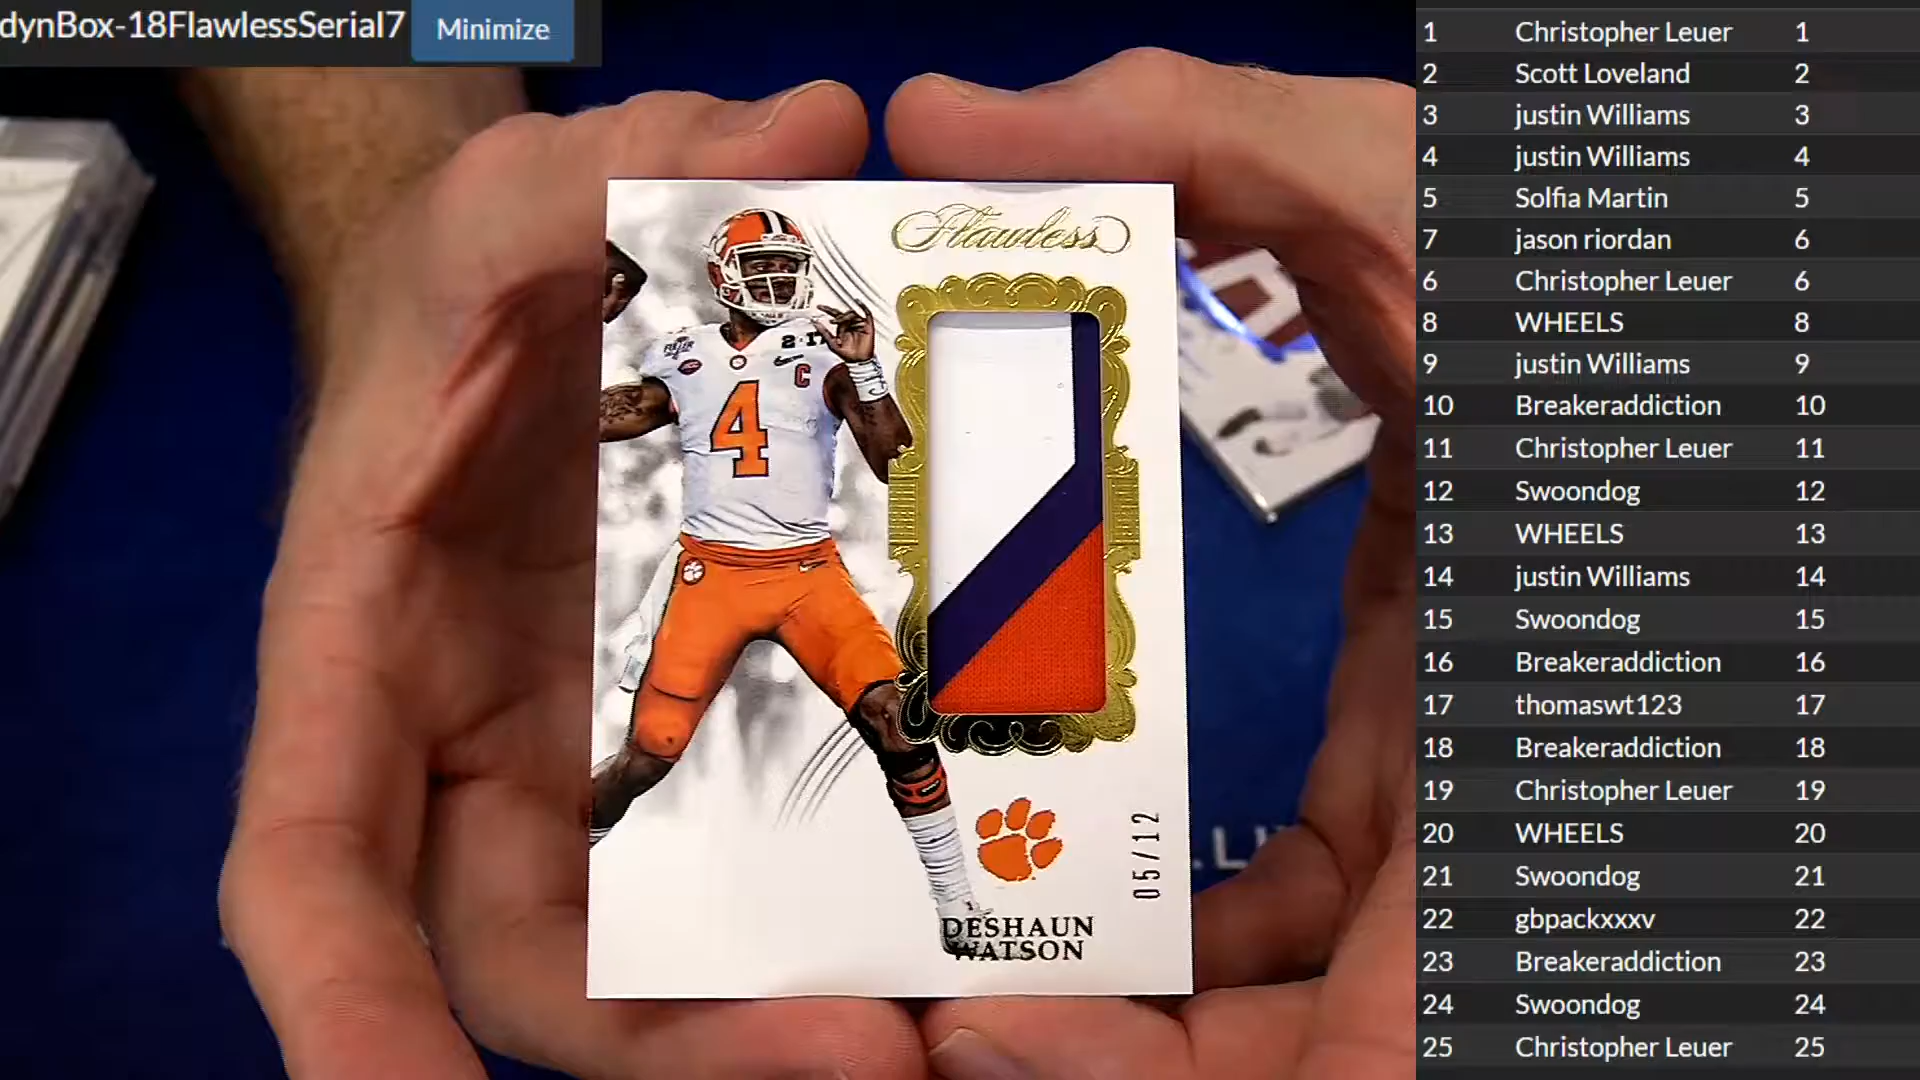 dynBox-18FlawlessSerial7 Minimize
Flawless
2·17
C
4
05/12
DESHAUN
WATSON
1 Christopher Leuer 1
2 Scott Loveland 2
3 justin Williams 3
4 justin Williams 4
5 Solfia Martin 5
7 jason riordan 6
6 Christopher Leuer 6
8 WHEELS 8
9 justin Williams 9
10 Breakeraddiction 10
11 Christopher Leuer 11
12 Swoondog 12
13 WHEELS 13
14 justin Williams 14
15 Swoondog 15
16 Breakeraddiction 16
17 thomaswt123 17
18 Breakeraddiction 18
19 Christopher Leuer 19
20 WHEELS 20
21 Swoondog 21
22 gbpackxxxv 22
23 Breakeraddiction 23
24 Swoondog 24
25 Christopher Leuer 25